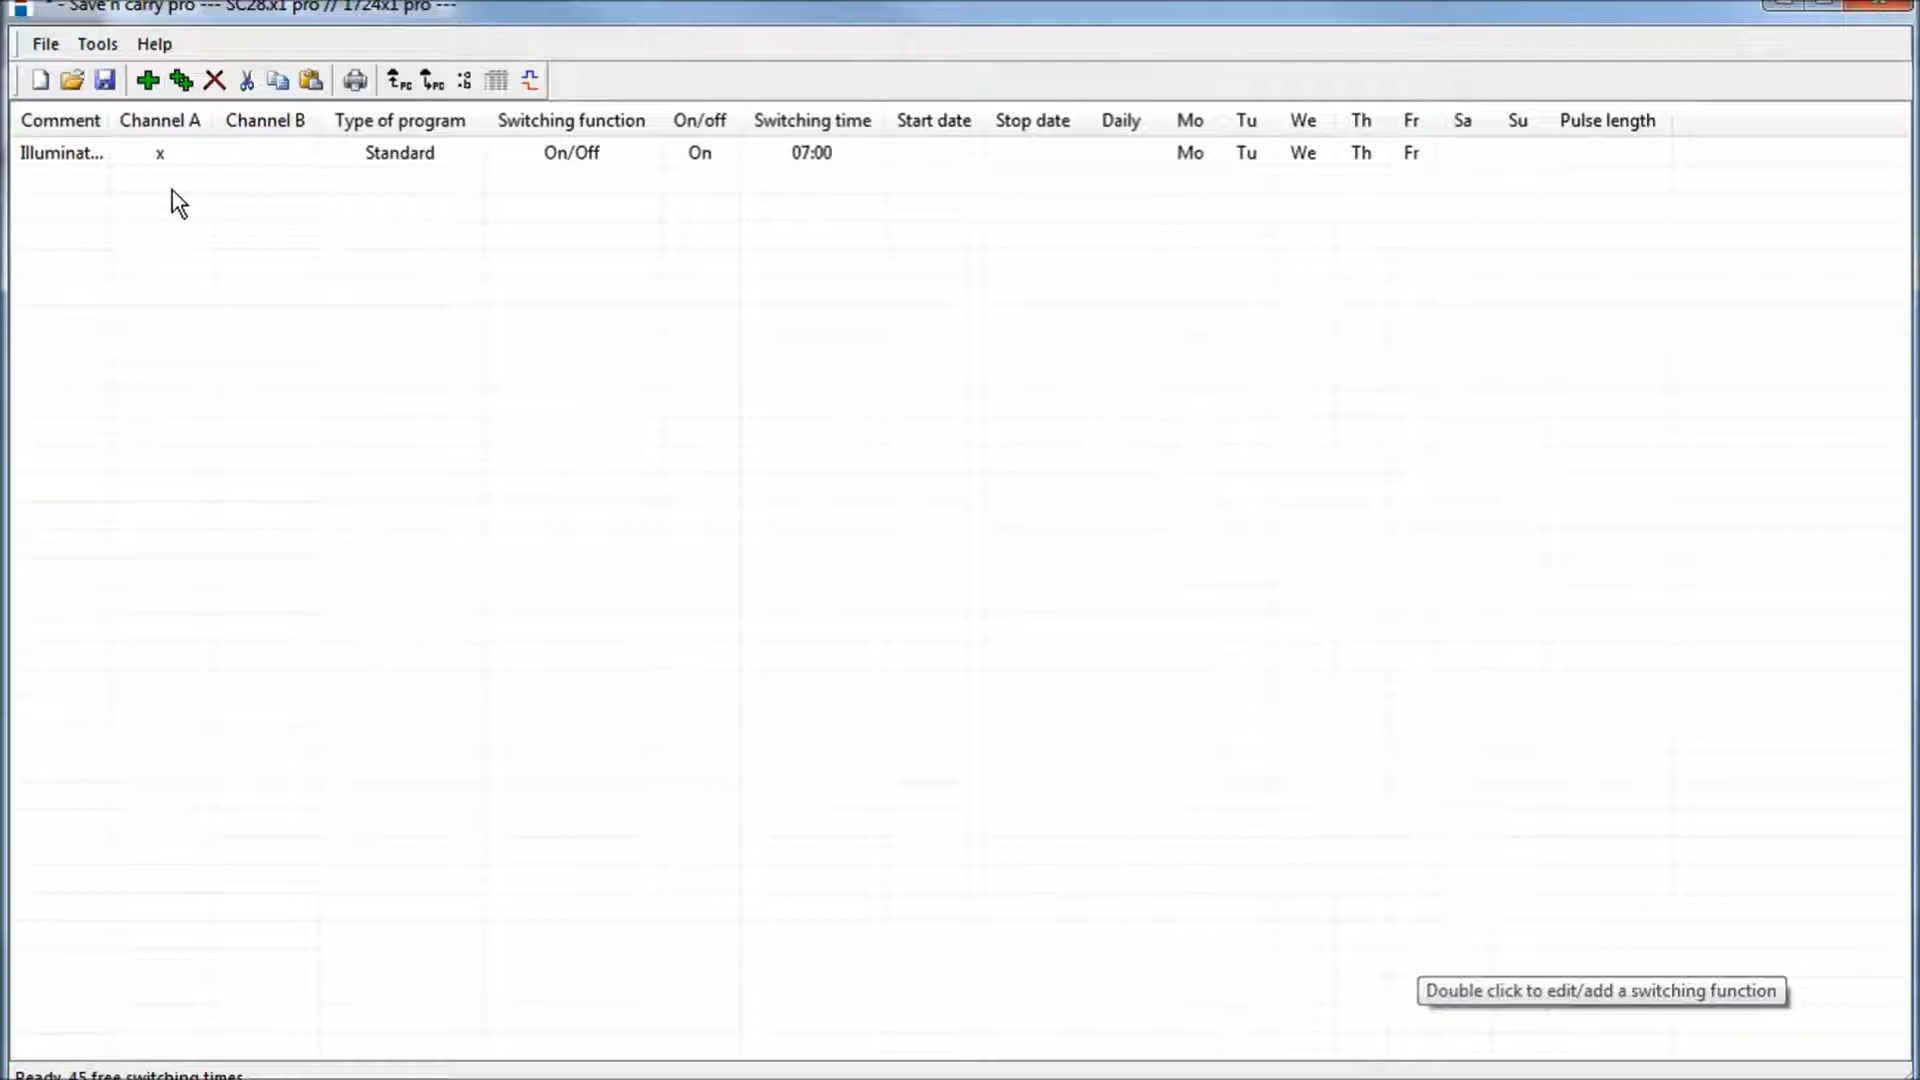 - Save'n carry pro --- SC28.x1 pro // 1724x1 pro ---
File Tools Help
Comment Channel A Channel B Type of program Switching function On/off Switching time Start date Stop date Daily Mo Tu We Th Fr Sa Su Pulse length
Illuminat... x Standard On/Off On 07:00 Mo Tu We Th Fr
Double click to edit/add a switching function
Ready, 45 free switching times